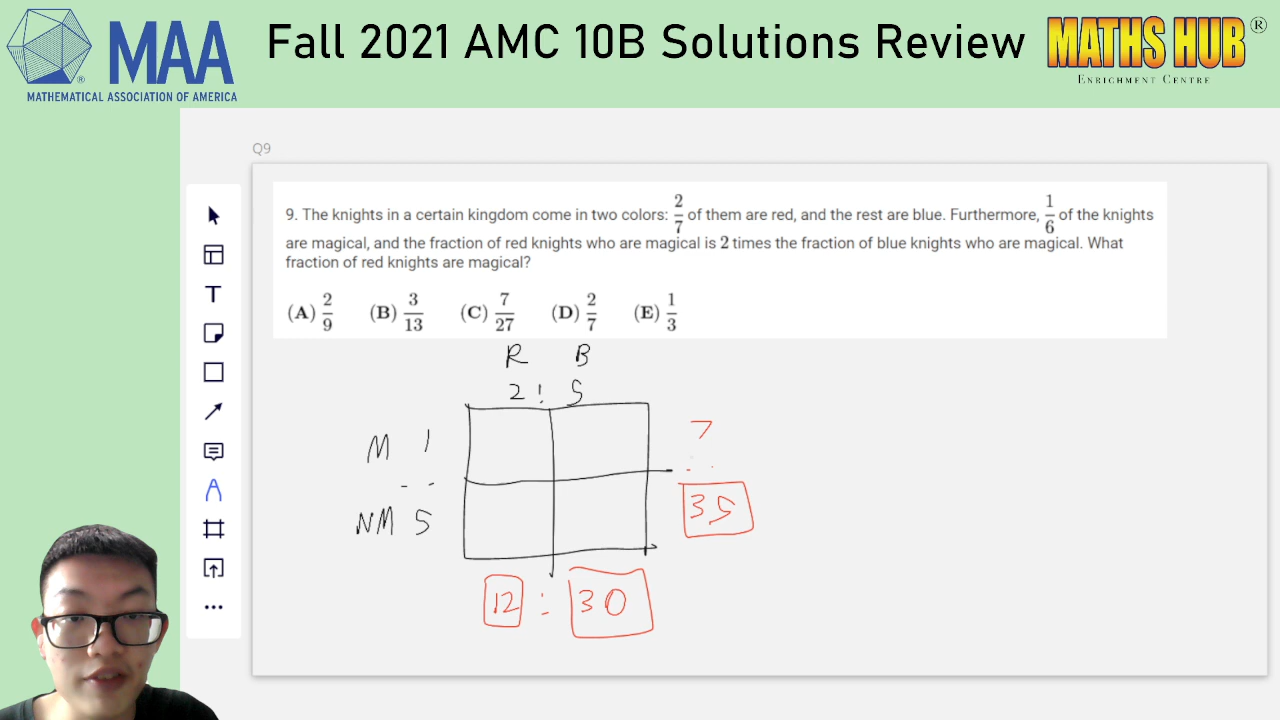 MAA
MATHEMATICAL ASSOCIATION OF AMERICA
Fall 2021 AMC 10B Solutions Review
MATHS HUB®
ENRICHMENT CENTRE
Q9
9. The knights in a certain kingdom come in two colors: 2/7 of them are red, and the rest are blue. Furthermore, 1/6 of the knights
are magical, and the fraction of red knights who are magical is 2 times the fraction of blue knights who are magical. What
fraction of red knights are magical?
(A) 2/9 (B) 3/13 (C) 7/27 (D) 2/7 (E) 1/3
R B
2 : 5
M 1 7
.. ..
NM 5 35
12 : 30